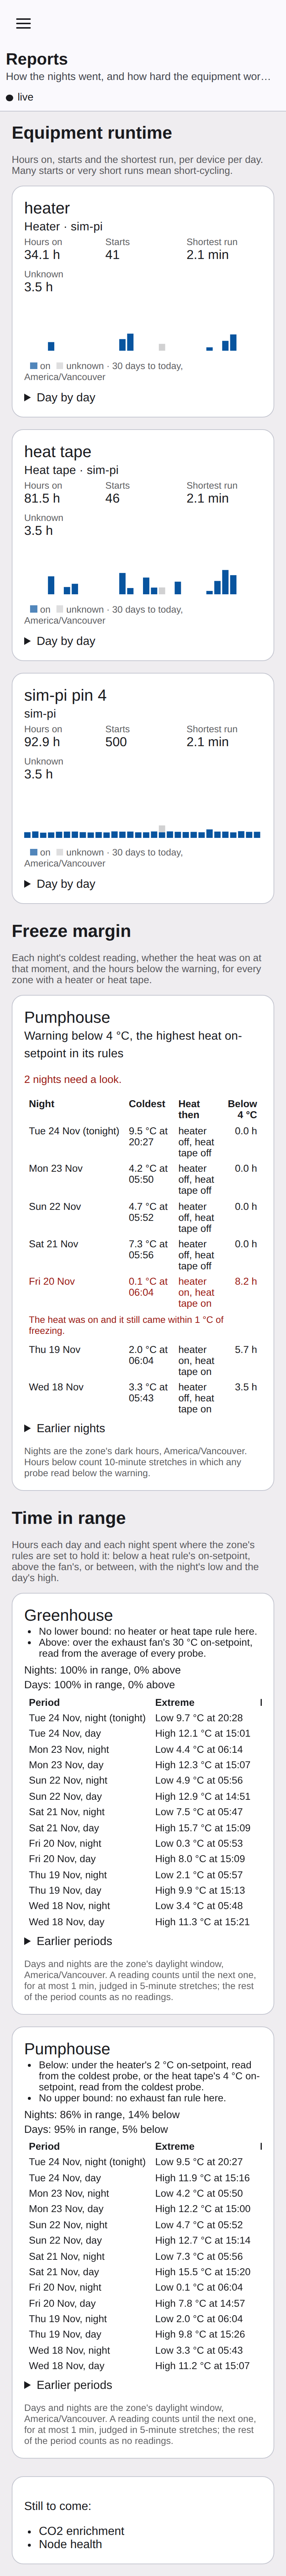 Reports
How the nights went, and how hard the equipment wor…
live
Equipment runtime
Hours on, starts and the shortest run, per device per day.
Many starts or very short runs mean short-cycling.
heater
Heater · sim-pi
Hours on Starts Shortest run
34.1 h 41 2.1 min
Unknown
3.5 h
on unknown · 30 days to today,
America/Vancouver
Day by day
heat tape
Heat tape · sim-pi
Hours on Starts Shortest run
81.5 h 46 2.1 min
Unknown
3.5 h
on unknown · 30 days to today,
America/Vancouver
Day by day
sim-pi pin 4
sim-pi
Hours on Starts Shortest run
92.9 h 500 2.1 min
Unknown
3.5 h
on unknown · 30 days to today,
America/Vancouver
Day by day
Freeze margin
Each night's coldest reading, whether the heat was on at
that moment, and the hours below the warning, for every
zone with a heater or heat tape.
Pumphouse
Warning below 4 °C, the highest heat on-
setpoint in its rules
2 nights need a look.
Night Coldest Heat Below
then 4 °C
Tue 24 Nov (tonight) 9.5 °C at heater 0.0 h
20:27 off, heat
tape off
Mon 23 Nov 4.2 °C at heater 0.0 h
05:50 off, heat
tape off
Sun 22 Nov 4.7 °C at heater 0.0 h
05:52 off, heat
tape off
Sat 21 Nov 7.3 °C at heater 0.0 h
05:56 off, heat
tape off
Fri 20 Nov 0.1 °C at heater 8.2 h
06:04 on, heat
tape on
The heat was on and it still came within 1 °C of
freezing.
Thu 19 Nov 2.0 °C at heater 5.7 h
06:04 on, heat
tape on
Wed 18 Nov 3.3 °C at heater 3.5 h
05:43 off, heat
tape on
Earlier nights
Nights are the zone's dark hours, America/Vancouver.
Hours below count 10-minute stretches in which any
probe read below the warning.
Time in range
Hours each day and each night spent where the zone's
rules are set to hold it: below a heat rule's on-setpoint,
above the fan's, or between, with the night's low and the
day's high.
Greenhouse
• No lower bound: no heater or heat tape rule here.
• Above: over the exhaust fan's 30 °C on-setpoint,
read from the average of every probe.
Nights: 100% in range, 0% above
Days: 100% in range, 0% above
Period Extreme
Tue 24 Nov, night (tonight) Low 9.7 °C at 20:28
Tue 24 Nov, day High 12.1 °C at 15:01
Mon 23 Nov, night Low 4.4 °C at 06:14
Mon 23 Nov, day High 12.3 °C at 15:07
Sun 22 Nov, night Low 4.9 °C at 05:56
Sun 22 Nov, day High 12.9 °C at 14:51
Sat 21 Nov, night Low 7.5 °C at 05:47
Sat 21 Nov, day High 15.7 °C at 15:09
Fri 20 Nov, night Low 0.3 °C at 05:53
Fri 20 Nov, day High 8.0 °C at 15:09
Thu 19 Nov, night Low 2.1 °C at 05:57
Thu 19 Nov, day High 9.9 °C at 15:13
Wed 18 Nov, night Low 3.4 °C at 05:48
Wed 18 Nov, day High 11.3 °C at 15:21
Earlier periods
Days and nights are the zone's daylight window,
America/Vancouver. A reading counts until the next one,
for at most 1 min, judged in 5-minute stretches; the rest
of the period counts as no readings.
Pumphouse
• Below: under the heater's 2 °C on-setpoint, read
from the coldest probe, or the heat tape's 4 °C on-
setpoint, read from the coldest probe.
• No upper bound: no exhaust fan rule here.
Nights: 86% in range, 14% below
Days: 95% in range, 5% below
Period Extreme
Tue 24 Nov, night (tonight) Low 9.5 °C at 20:27
Tue 24 Nov, day High 11.9 °C at 15:16
Mon 23 Nov, night Low 4.2 °C at 05:50
Mon 23 Nov, day High 12.2 °C at 15:00
Sun 22 Nov, night Low 4.7 °C at 05:52
Sun 22 Nov, day High 12.7 °C at 15:14
Sat 21 Nov, night Low 7.3 °C at 05:56
Sat 21 Nov, day High 15.5 °C at 15:20
Fri 20 Nov, night Low 0.1 °C at 06:04
Fri 20 Nov, day High 7.8 °C at 14:57
Thu 19 Nov, night Low 2.0 °C at 06:04
Thu 19 Nov, day High 9.8 °C at 15:26
Wed 18 Nov, night Low 3.3 °C at 05:43
Wed 18 Nov, day High 11.2 °C at 15:07
Earlier periods
Days and nights are the zone's daylight window,
America/Vancouver. A reading counts until the next one,
for at most 1 min, judged in 5-minute stretches; the rest
of the period counts as no readings.
Still to come:
• CO2 enrichment
• Node health